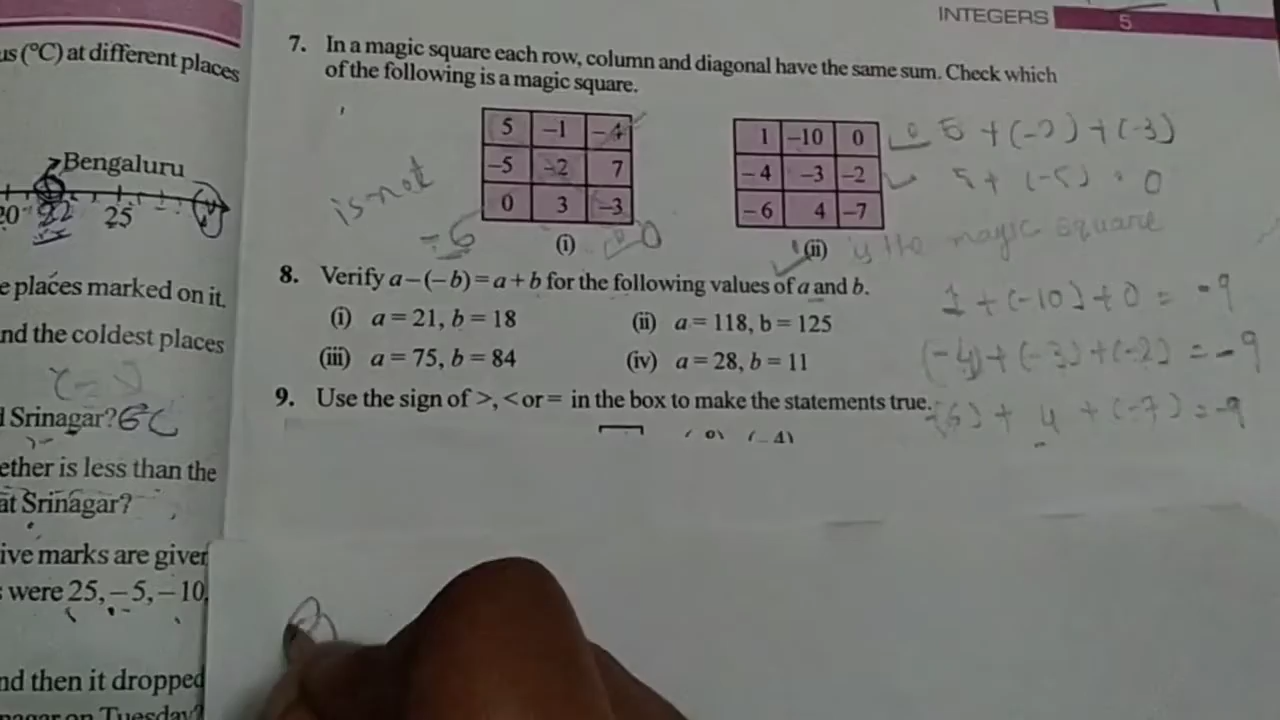 INTEGERS 5
us (°C) at different places
Bengaluru
20 22 25
e places marked on it.
nd the coldest places
l Srinagar? 6°C
ether is less than the
at Srinagar?
ive marks are given
s were 25, –5, –10,
nd then it dropped
nagar on Tuesday?
7. In a magic square each row, column and diagonal have the same sum. Check which
of the following is a magic square.
5 –1 –4
–5 –2 7
0 3 –3
(i)
is not
-6
0
1 –10 0
–4 –3 –2
–6 4 –7
(ii) is the magic square
5 + (-2) + (-3)
5 + (-5) = 0
1 + (-10) + 0 = -9
(-4) + (-3) + (-2) = -9
(6) + 4 + (-7) = -9
8. Verify a – (– b) = a + b for the following values of a and b.
(i) a = 21, b = 18 (ii) a = 118, b = 125
(iii) a = 75, b = 84 (iv) a = 28, b = 11
9. Use the sign of >, < or = in the box to make the statements true.